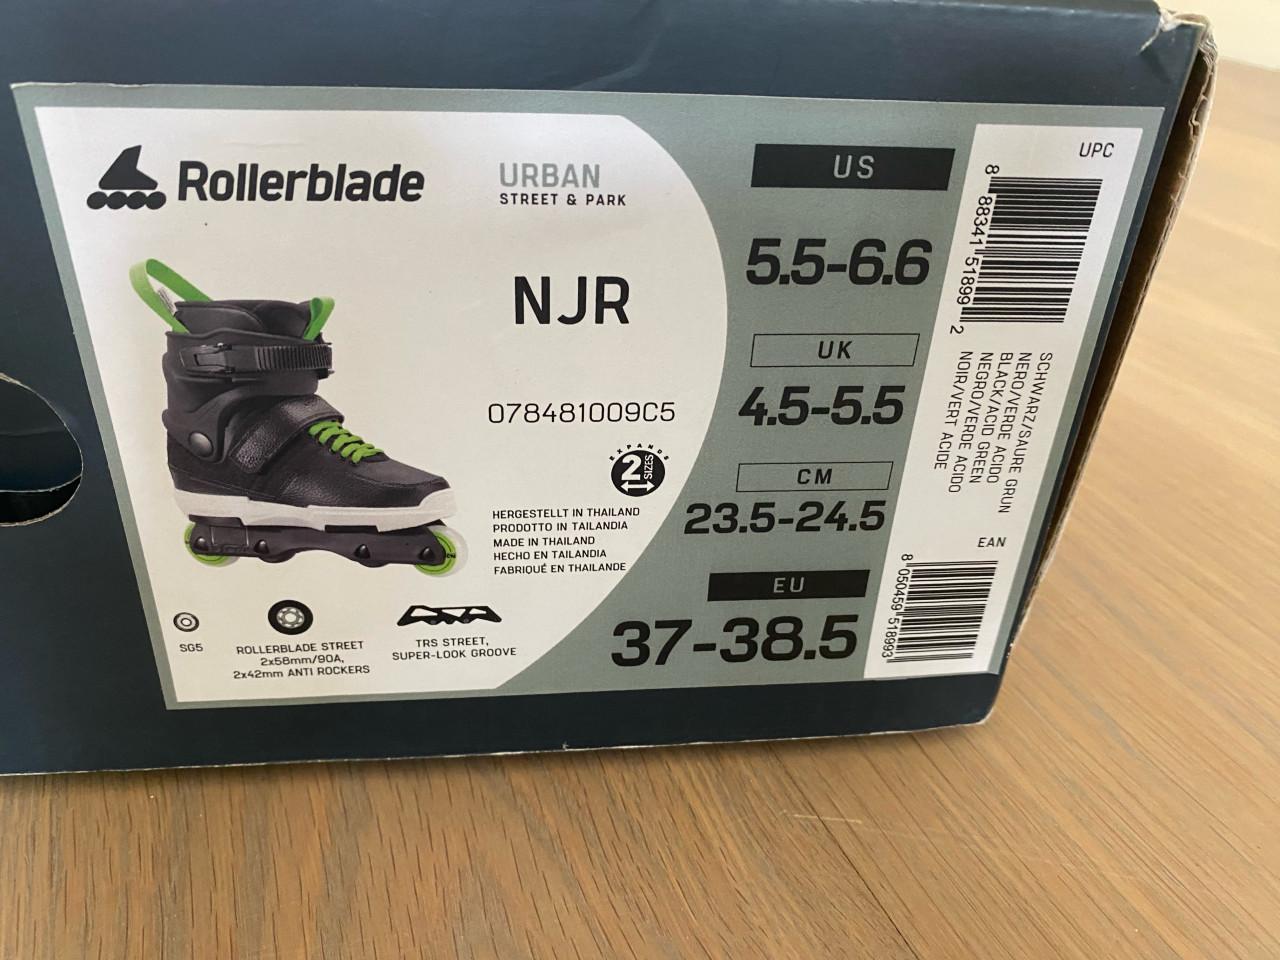 Rollerblade
URBAN
STREET & PARK
NJR
078481009C5
EXPANDS
2 SIZES
HERGESTELLT IN THAILAND
PRODOTTO IN TAILANDIA
MADE IN THAILAND
HECHO EN TAILANDIA
FABRIQUÉ EN THAILANDE
SG5
ROLLERBLADE STREET
2x58mm/90A,
2x42mm ANTI ROCKERS
TRS STREET,
SUPER-LOOK GROOVE
US
5.5-6.6
UK
4.5-5.5
CM
23.5-24.5
EU
37-38.5
UPC
8 88341 51899 2
SCHWARZ/SAURE GRUN
NERO/VERDE ACIDO
BLACK/ACID GREEN
NEGRO/VERDE ACIDO
NOIR/VERT ACIDE
EAN
8 050459 518993